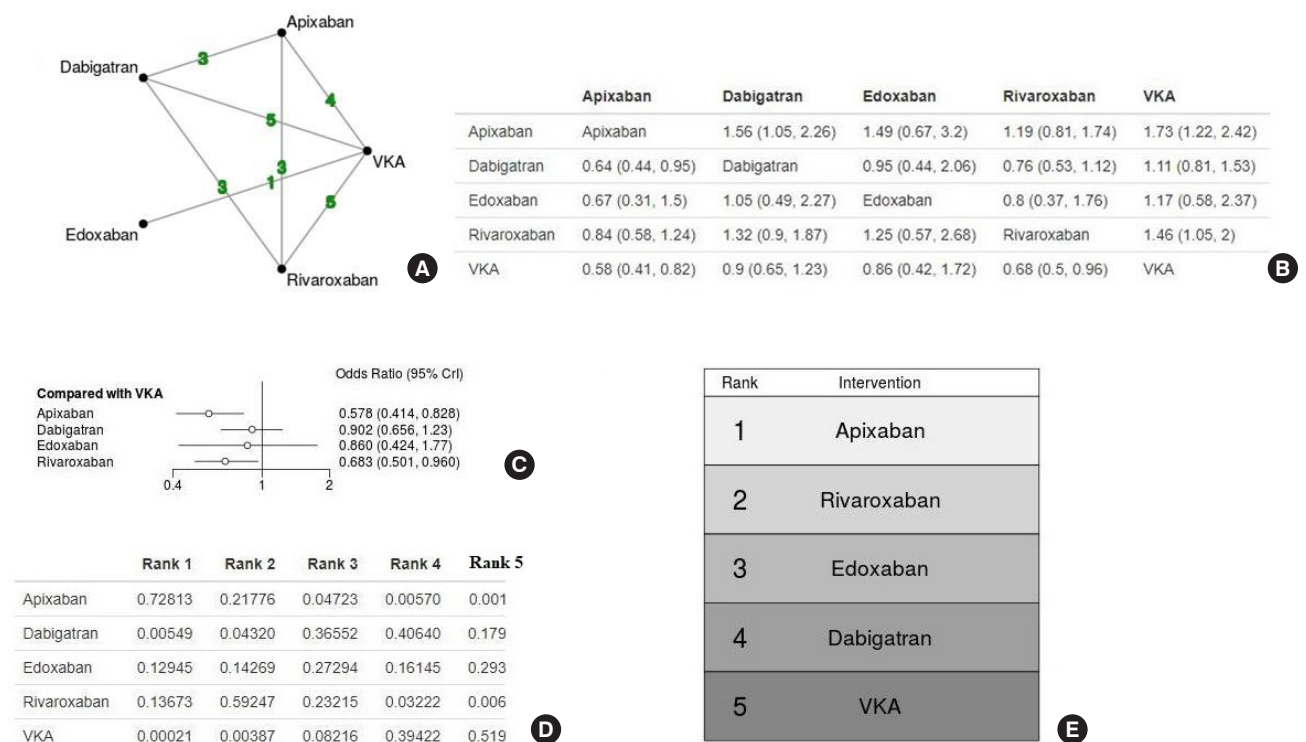 Apixaban
Dabigatran
3
4
5
VKA
3
3
1
5
Edoxaban
Rivaroxaban
A
Apixaban Dabigatran Edoxaban Rivaroxaban VKA
Apixaban Apixaban 1.56 (1.05, 2.26) 1.49 (0.67, 3.2) 1.19 (0.81, 1.74) 1.73 (1.22, 2.42)
Dabigatran 0.64 (0.44, 0.95) Dabigatran 0.95 (0.44, 2.06) 0.76 (0.53, 1.12) 1.11 (0.81, 1.53)
Edoxaban 0.67 (0.31, 1.5) 1.05 (0.49, 2.27) Edoxaban 0.8 (0.37, 1.76) 1.17 (0.58, 2.37)
Rivaroxaban 0.84 (0.58, 1.24) 1.32 (0.9, 1.87) 1.25 (0.57, 2.68) Rivaroxaban 1.46 (1.05, 2)
VKA 0.58 (0.41, 0.82) 0.9 (0.65, 1.23) 0.86 (0.42, 1.72) 0.68 (0.5, 0.96) VKA
B
Odds Ratio (95% CrI)
Compared with VKA
Apixaban 0.578 (0.414, 0.828)
Dabigatran 0.902 (0.656, 1.23)
Edoxaban 0.860 (0.424, 1.77)
Rivaroxaban 0.683 (0.501, 0.960)
0.4 1 2
C
Rank 1 Rank 2 Rank 3 Rank 4 Rank 5
Apixaban 0.72813 0.21776 0.04723 0.00570 0.001
Dabigatran 0.00549 0.04320 0.36552 0.40640 0.179
Edoxaban 0.12945 0.14269 0.27294 0.16145 0.293
Rivaroxaban 0.13673 0.59247 0.23215 0.03222 0.006
VKA 0.00021 0.00387 0.08216 0.39422 0.519
D
Rank Intervention
1 Apixaban
2 Rivaroxaban
3 Edoxaban
4 Dabigatran
5 VKA
E